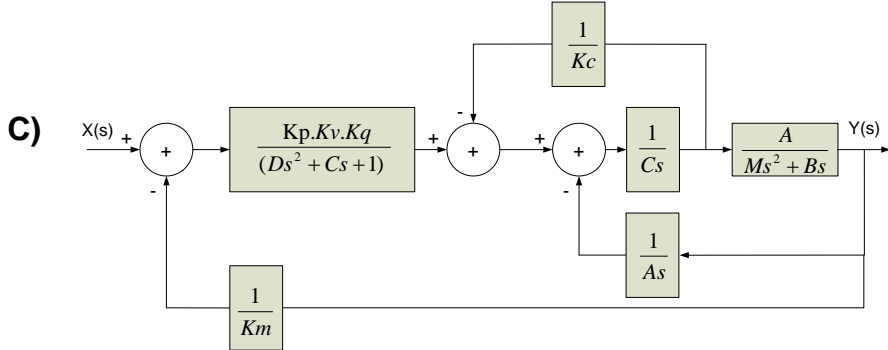 1
Kc
-
C)
X(s)
+
+
Kp.Kv.Kq
(Ds² + Cs + 1)
+
+
+
+
1
Cs
A
Ms² + Bs
Y(s)
-
-
1
As
1
Km